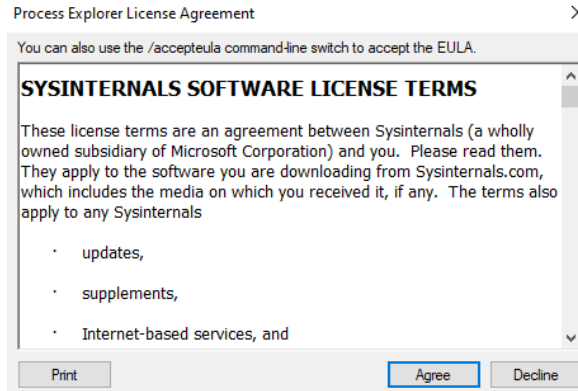 Process Explorer License Agreement
You can also use the /accepteula command-line switch to accept the EULA.
SYSINTERNALS SOFTWARE LICENSE TERMS
These license terms are an agreement between Sysinternals (a wholly
owned subsidiary of Microsoft Corporation) and you.  Please read them.
They apply to the software you are downloading from Sysinternals.com,
which includes the media on which you received it, if any.  The terms also
apply to any Sysinternals
· updates,
· supplements,
· Internet-based services, and
Print Agree Decline